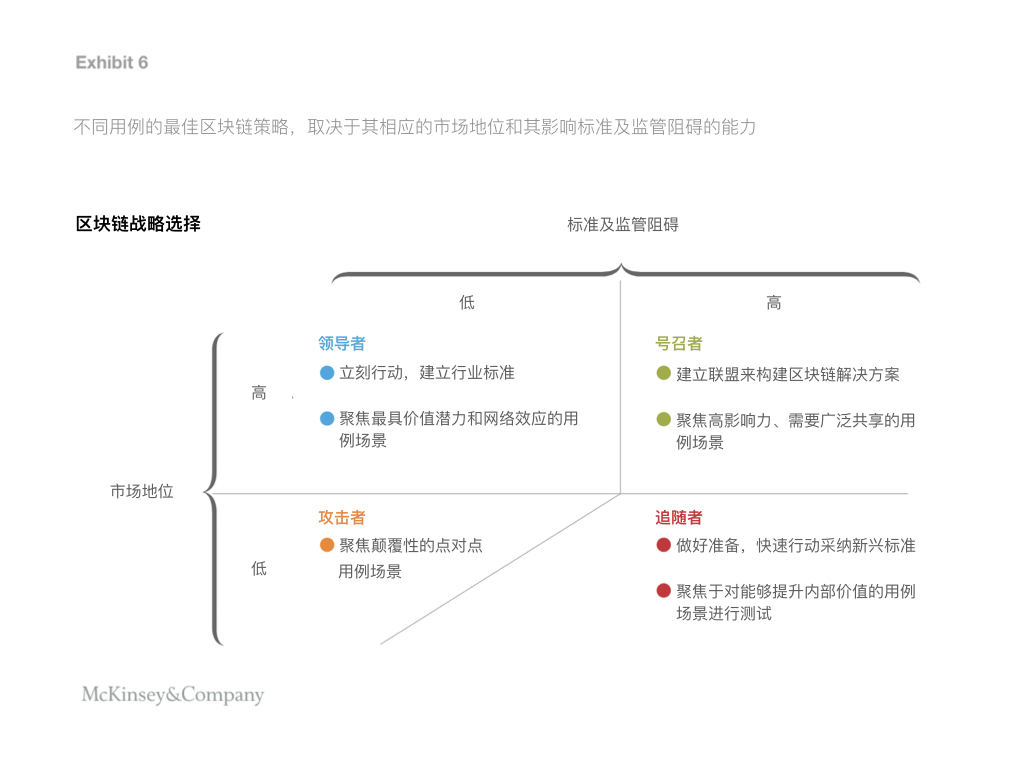 Exhibit 6
不同用例的最佳区块链策略，取决于其相应的市场地位和其影响标准及监管阻碍的能力
区块链战略选择
标准及监管阻碍
低
高
领导者
立刻行动，建立行业标准
聚焦最具价值潜力和网络效应的用
例场景
号召者
建立联盟来构建区块链解决方案
聚焦高影响力、需要广泛共享的用
例场景
高
市场地位
低
攻击者
聚焦颠覆性的点对点
用例场景
追随者
做好准备，快速行动采纳新兴标准
聚焦于对能够提升内部价值的用例
场景进行测试
McKinsey&Company